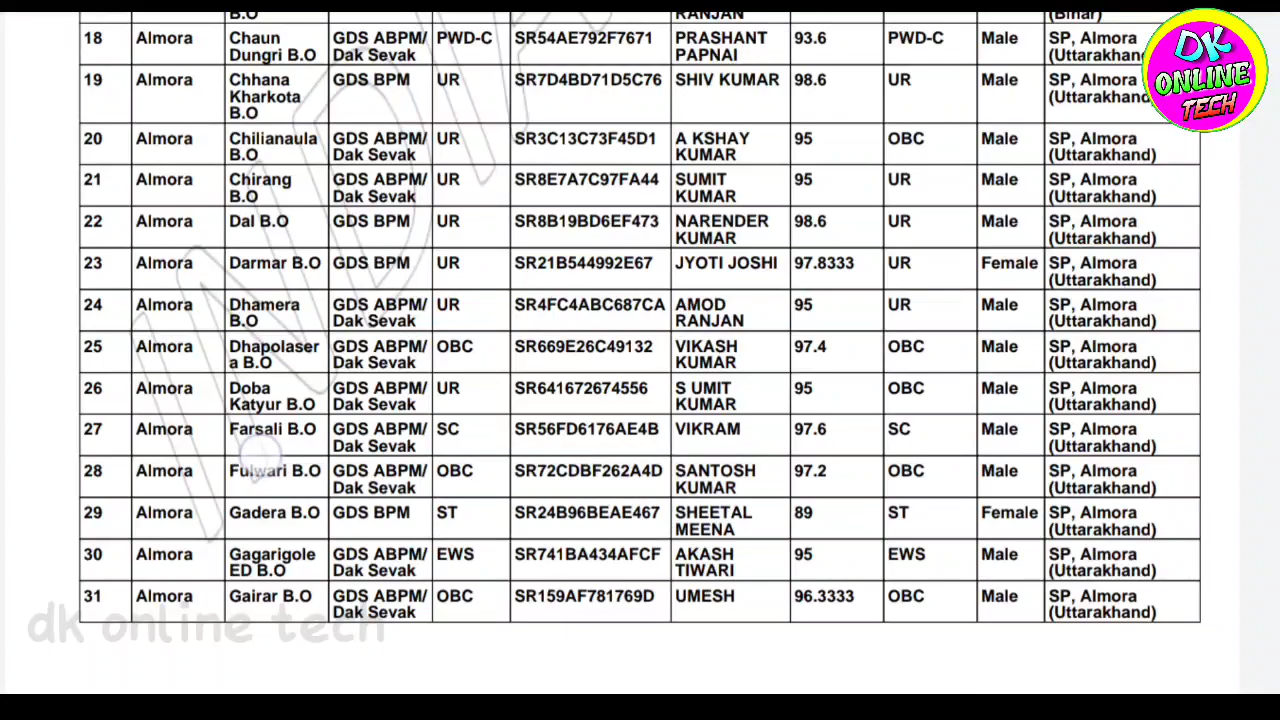 B.O RANJAN (Bihar)
18 Almora Chaun GDS ABPM/ PWD-C SR54AE792F7671 PRASHANT 93.6 PWD-C Male SP, Almora
Dungri B.O Dak Sevak PAPNAI (Uttarakhand)
19 Almora Chhana GDS BPM UR SR7D4BD71D5C76 SHIV KUMAR 98.6 UR Male SP, Almora
Kharkota (Uttarakhand)
B.O
20 Almora Chilianaula GDS ABPM/ UR SR3C13C73F45D1 A KSHAY 95 OBC Male SP, Almora
B.O Dak Sevak KUMAR (Uttarakhand)
21 Almora Chirang GDS ABPM/ UR SR8E7A7C97FA44 SUMIT 95 UR Male SP, Almora
B.O Dak Sevak KUMAR (Uttarakhand)
22 Almora Dal B.O GDS BPM UR SR8B19BD6EF473 NARENDER 98.6 UR Male SP, Almora
KUMAR (Uttarakhand)
23 Almora Darmar B.O GDS BPM UR SR21B544992E67 JYOTI JOSHI 97.8333 UR Female SP, Almora
(Uttarakhand)
24 Almora Dhamera GDS ABPM/ UR SR4FC4ABC687CA AMOD 95 UR Male SP, Almora
B.O Dak Sevak RANJAN (Uttarakhand)
25 Almora Dhapolaser GDS ABPM/ OBC SR669E26C49132 VIKASH 97.4 OBC Male SP, Almora
a B.O Dak Sevak KUMAR (Uttarakhand)
26 Almora Doba GDS ABPM/ UR SR641672674556 S UMIT 95 OBC Male SP, Almora
Katyur B.O Dak Sevak KUMAR (Uttarakhand)
27 Almora Farsali B.O GDS ABPM/ SC SR56FD6176AE4B VIKRAM 97.6 SC Male SP, Almora
Dak Sevak (Uttarakhand)
28 Almora Fulwari B.O GDS ABPM/ OBC SR72CDBF262A4D SANTOSH 97.2 OBC Male SP, Almora
Dak Sevak KUMAR (Uttarakhand)
29 Almora Gadera B.O GDS BPM ST SR24B96BEAE467 SHEETAL 89 ST Female SP, Almora
MEENA (Uttarakhand)
30 Almora Gagarigole GDS ABPM/ EWS SR741BA434AFCF AKASH 95 EWS Male SP, Almora
ED B.O Dak Sevak TIWARI (Uttarakhand)
31 Almora Gairar B.O GDS ABPM/ OBC SR159AF781769D UMESH 96.3333 OBC Male SP, Almora
Dak Sevak (Uttarakhand)
DK
ONLINE
TECH
dk online tech
INDIA